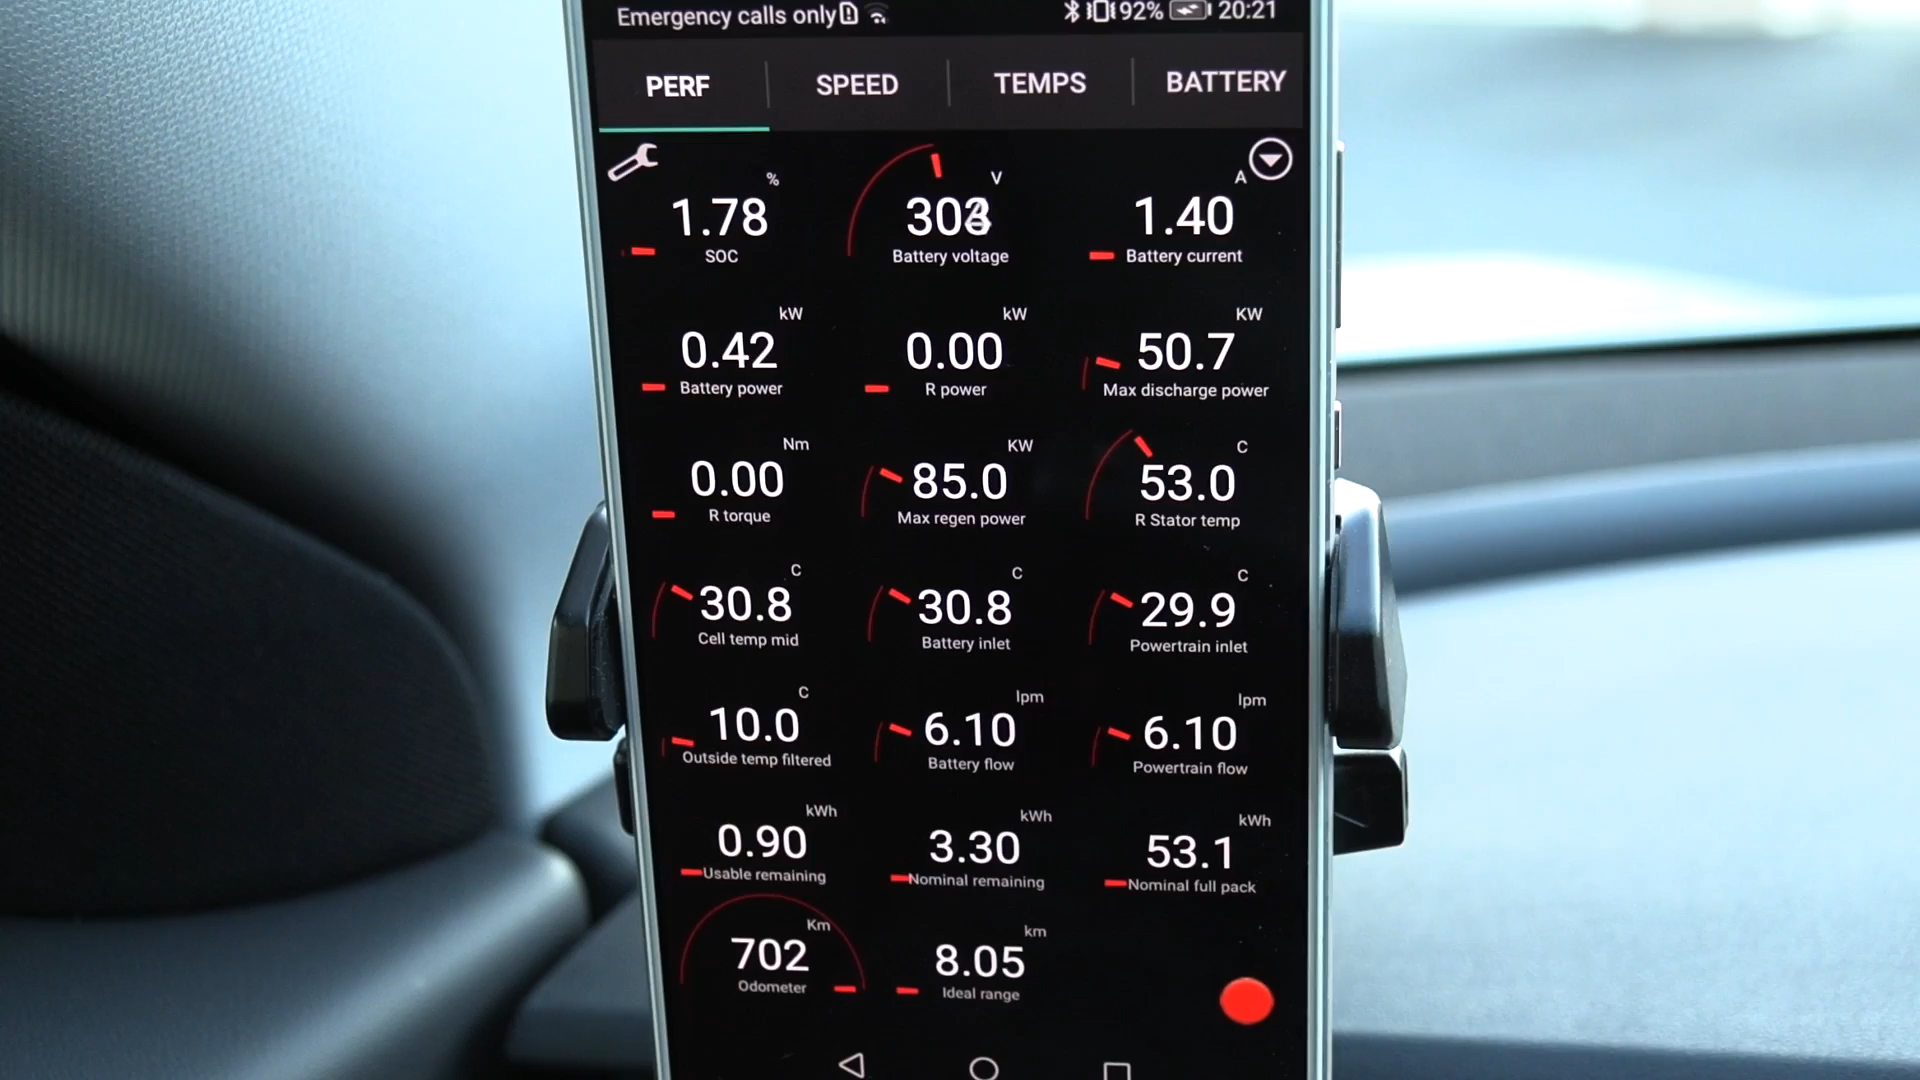 Emergency calls only 92% 20:21
PERF SPEED TEMPS BATTERY
% V A
1.78 1.40
SOC Battery voltage Battery current
kW kW KW
0.42 0.00 50.7
Battery power R power Max discharge power
Nm KW C
0.00 85.0 53.0
R torque Max regen power R Stator temp
C C C
30.8 30.8 29.9
Cell temp mid Battery inlet Powertrain inlet
C lpm lpm
10.0 6.10 6.10
Outside temp filtered Battery flow Powertrain flow
kWh kWh kWh
0.90 3.30 53.1
Usable remaining Nominal remaining Nominal full pack
Km km
702 8.05
Odometer Ideal range